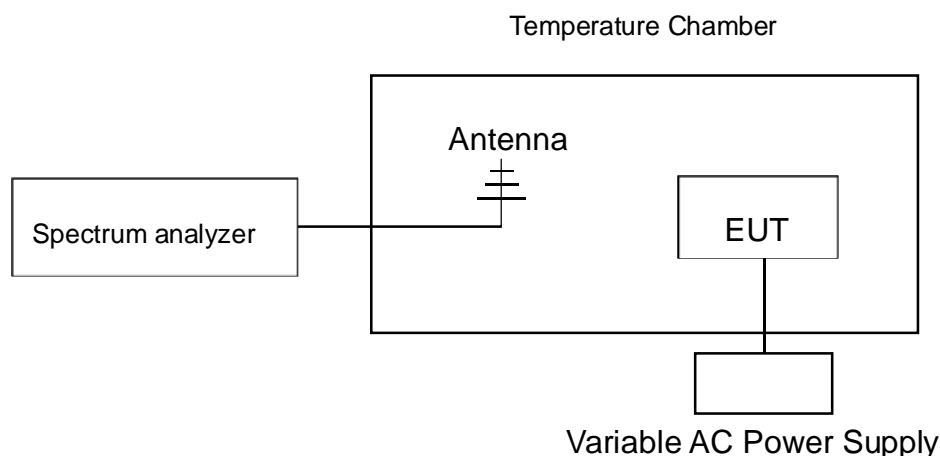 Temperature Chamber
Antenna
Spectrum analyzer
EUT
Variable AC Power Supply